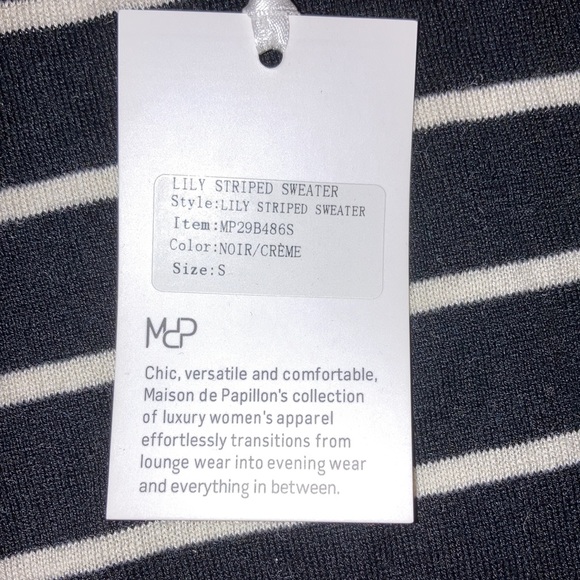 LILY STRIPED SWEATER
Style:LILY STRIPED SWEATER
Item:MP29B486S
Color:NOIR/CRÈME
Size:S
MdP
Chic, versatile and comfortable,
Maison de Papillon's collection
of luxury women's apparel
effortlessly transitions from
lounge wear into evening wear
and everything in between.